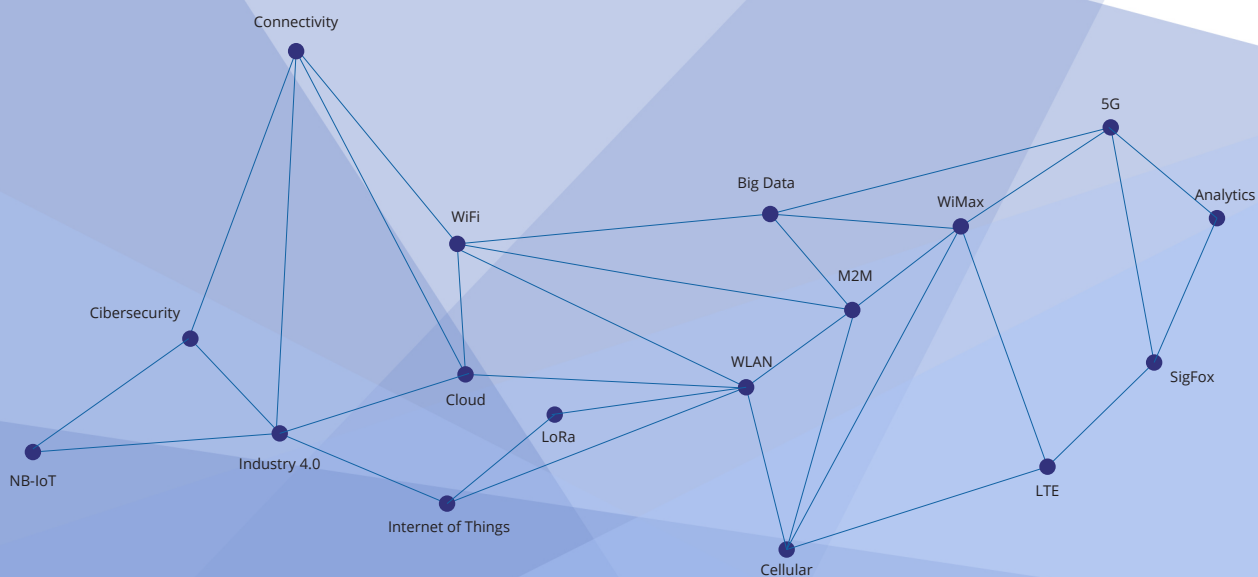 Connectivity
5G
Big Data
Analytics
WiMax
WiFi
M2M
Cibersecurity
WLAN
SigFox
Cloud
LoRa
Industry 4.0
NB-IoT
LTE
Internet of Things
Cellular